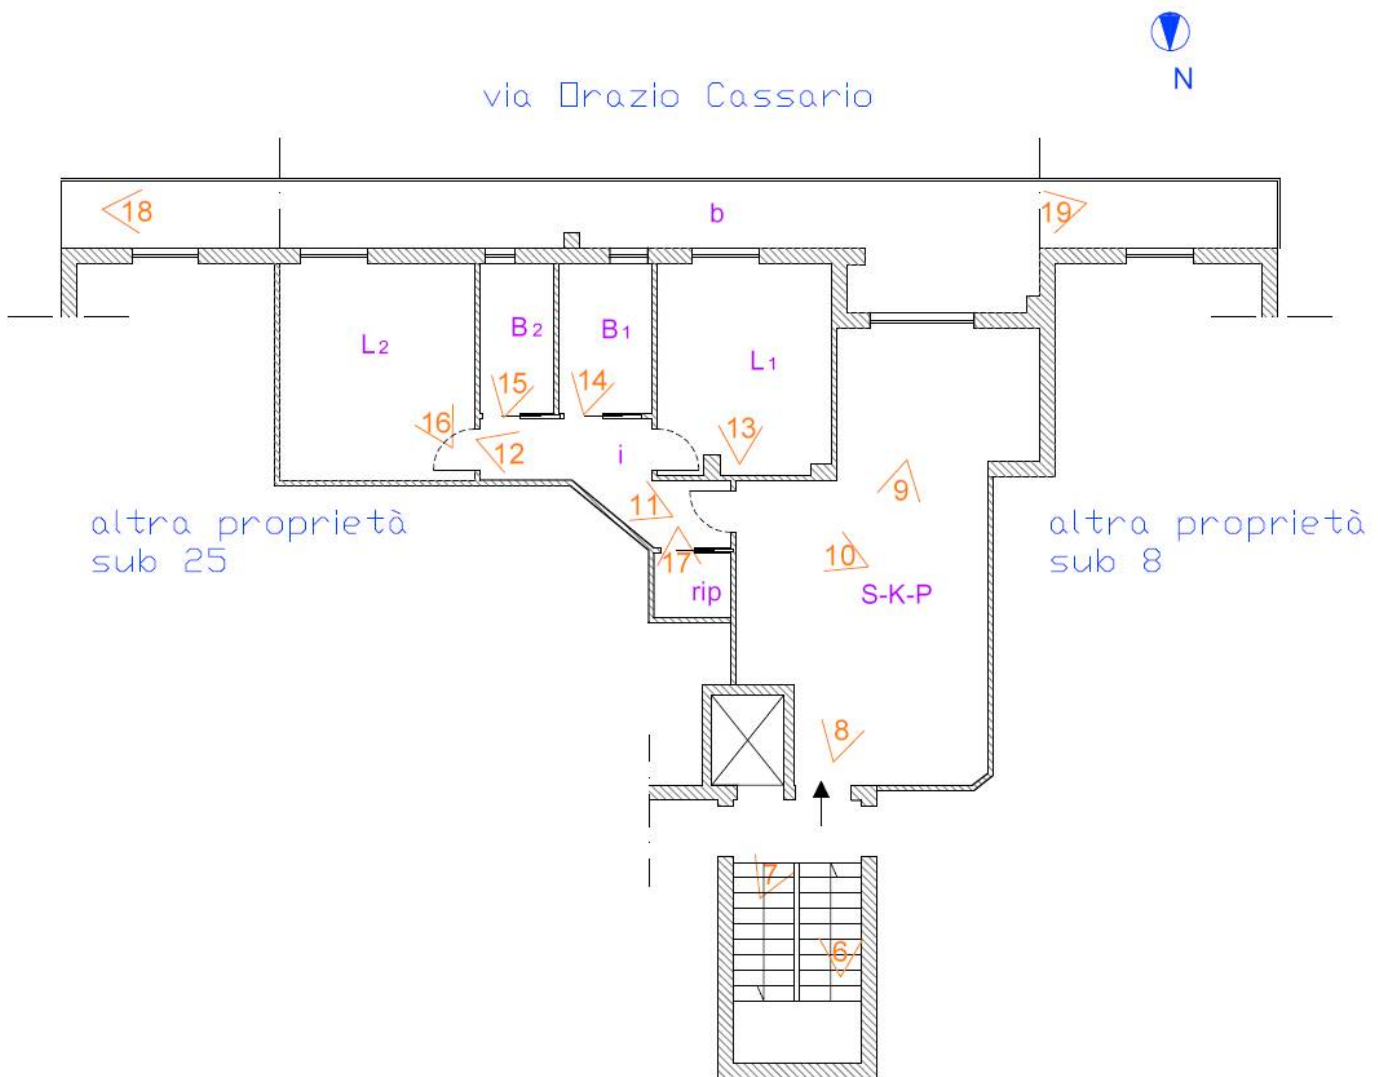 N
via Orazio Cassario
18
b
19
L2
B2
B1
L1
15
14
16
12
i
13
11
9
altra proprietà
sub 25
17
10
altra proprietà
sub 8
rip
S-K-P
8
7
6